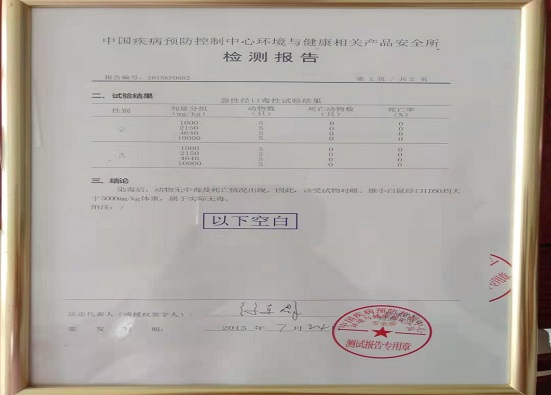 中国疾病预防控制中心环境与健康相关产品安全所
检测报告
报告编号: 2015KF0682 第 2 页 / 共 2 页
二、试验结果
急性经口毒性试验结果
性别 剂量分组 (mg/kg) 动物数 (只) 死亡动物数 (只) 死亡率 (%)
1000 5 0 0
2150 5 0 0
4640 5 0 0
10000 5 0 0
1000 5 0 0
2150 5 0 0
4640 5 0 0
10000 5 0 0
三、结论
染毒后, 动物无中毒及死亡情况出现。因此, 该受试物对雌、雄小白鼠经口LD50均大
于5000mg/kg体重, 属于实际无毒。
附注: /
以下空白
法定代表人 (或授权签字人):
签发日期: 2015 年 7 月
测试报告专用章